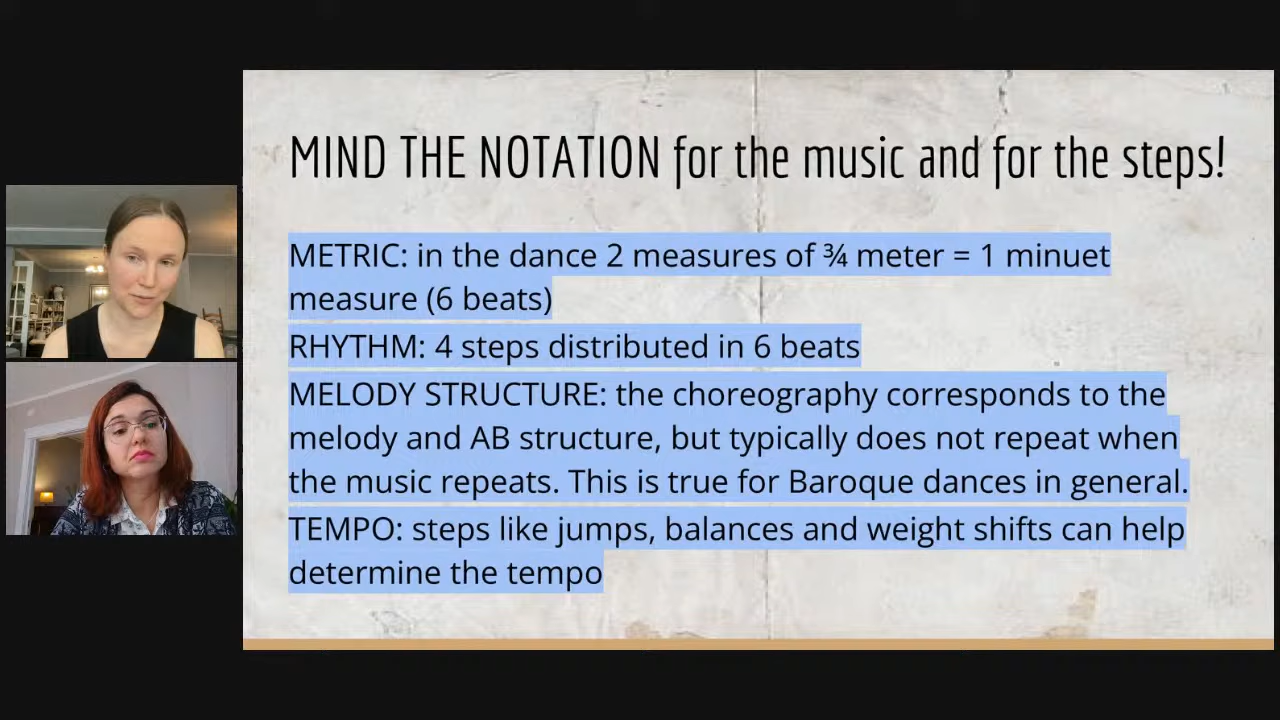 MIND THE NOTATION for the music and for the steps!
METRIC: in the dance 2 measures of ¾ meter = 1 minuet
measure (6 beats)
RHYTHM: 4 steps distributed in 6 beats
MELODY STRUCTURE: the choreography corresponds to the
melody and AB structure, but typically does not repeat when
the music repeats. This is true for Baroque dances in general.
TEMPO: steps like jumps, balances and weight shifts can help
determine the tempo